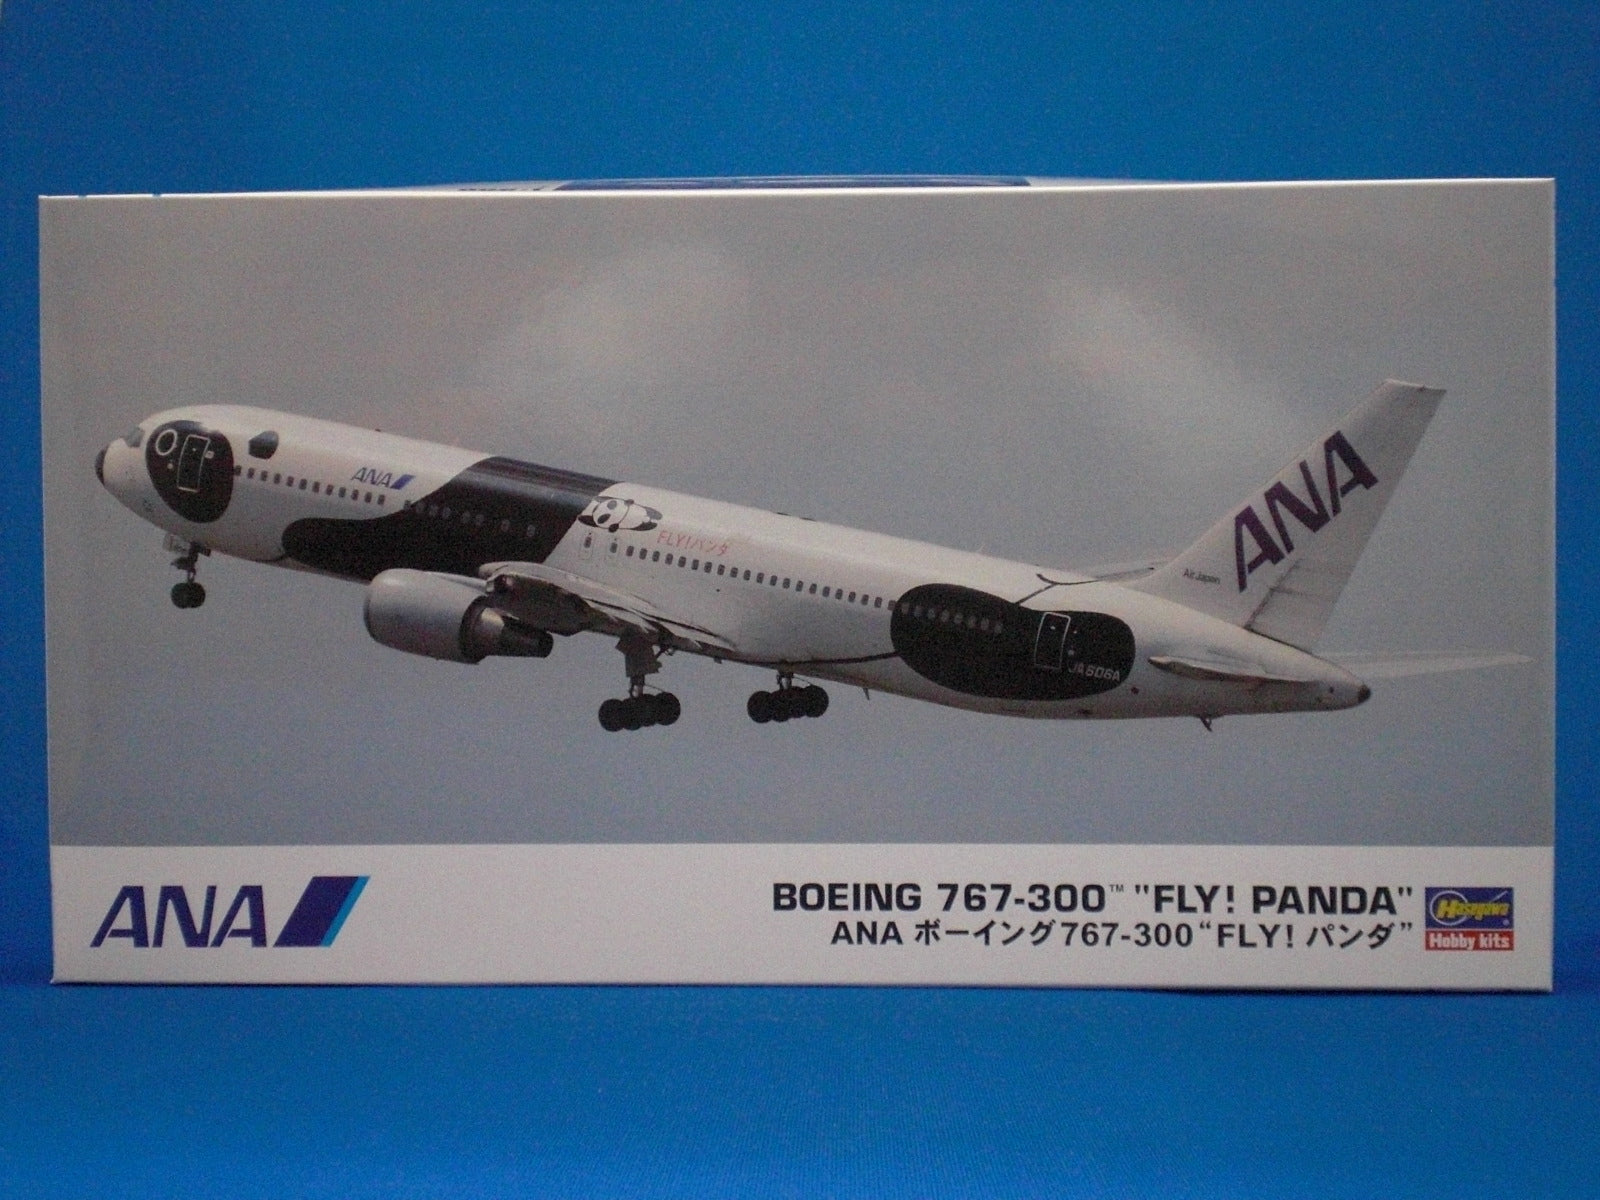 ANA
FLY!パンダ
ANA
Air Japan
JA606A
ANA
BOEING 767-300™ "FLY! PANDA"
ANA ボーイング767-300 “FLY! パンダ”
Hasegawa
Hobby kits